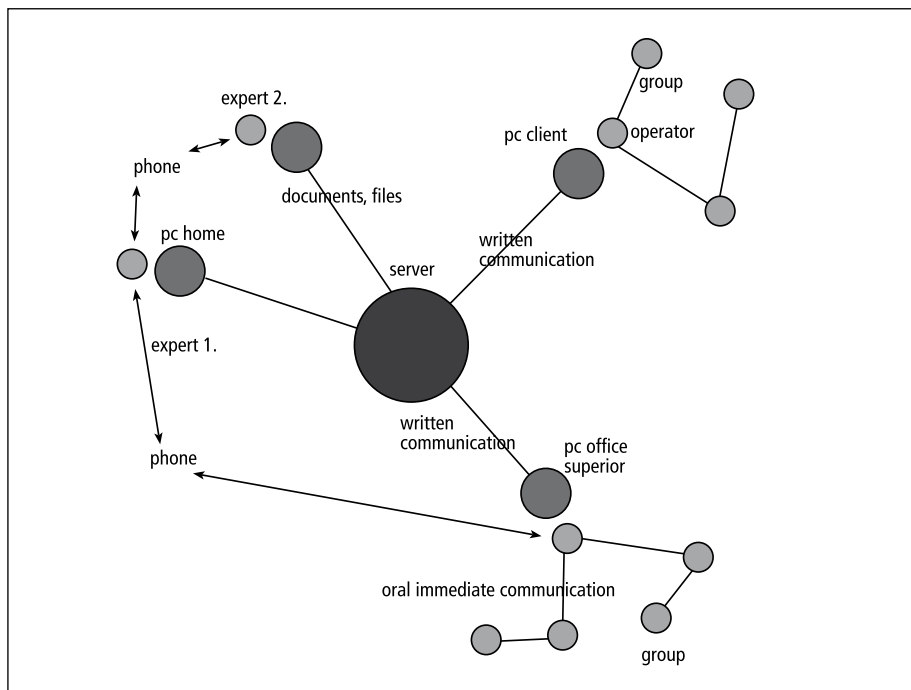 group
expert 2.
operator
pc client
phone
documents, files
pc home
written
communication
server
expert 1.
written
communication
pc office
superior
phone
oral immediate communication
group